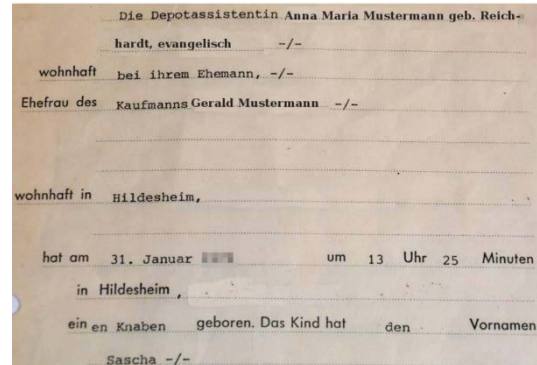 Die Depotassistentin Anna Maria Mustermann geb. Reich-
hardt, evangelisch -/-
wohnhaft bei ihrem Ehemann, -/-
Ehefrau des Kaufmanns Gerald Mustermann -/-
wohnhaft in Hildesheim,
hat am 31. Januar um 13 Uhr 25 Minuten
in Hildesheim ,
ein en Knaben geboren. Das Kind hat den Vornamen
Sascha -/-